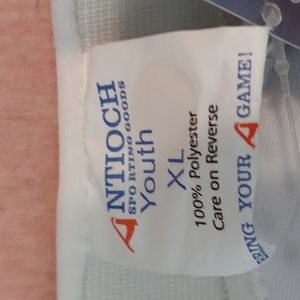 ANTIOCH
SPORTING GOODS
Youth
XL
100% Polyester
Care on Reverse
BRING YOUR A GAME!